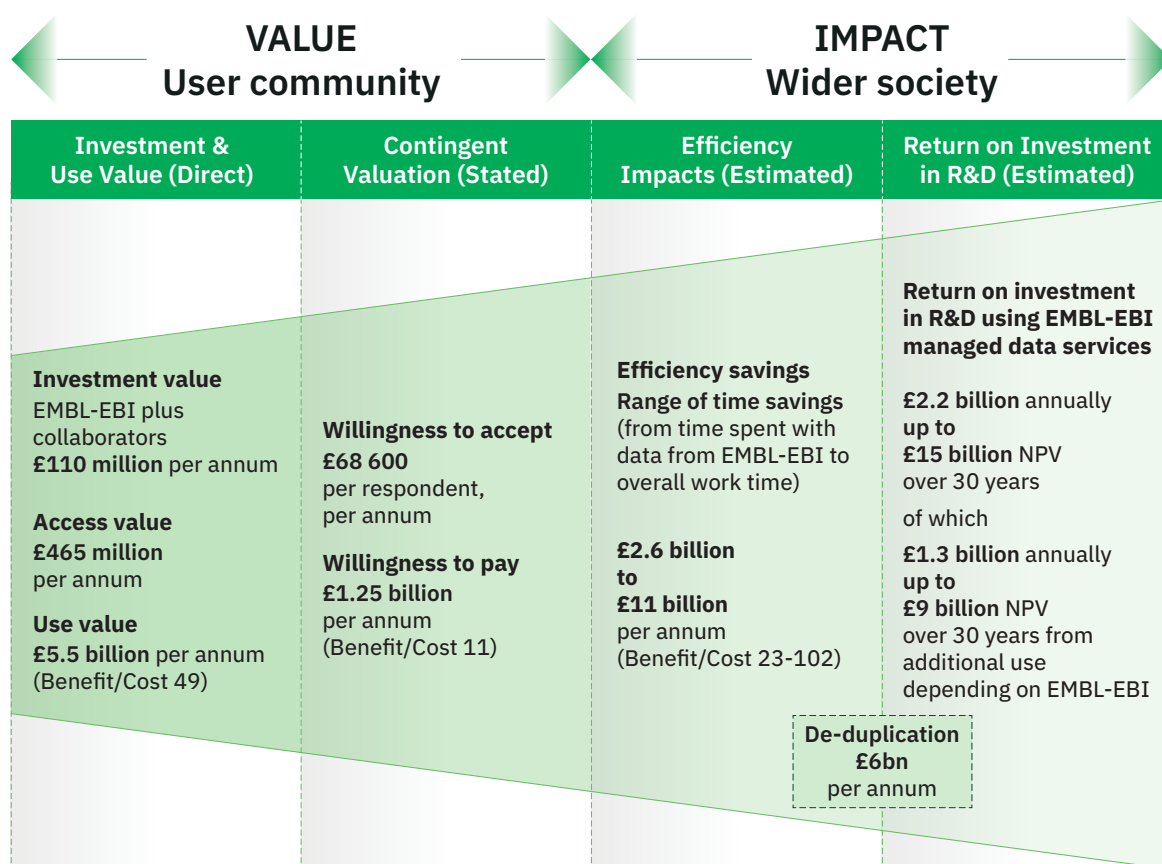 VALUE
User community
IMPACT
Wider society
Investment &
Use Value (Direct)
Contingent
Valuation (Stated)
Efficiency
Impacts (Estimated)
Return on Investment
in R&D (Estimated)
Investment value
EMBL-EBI plus
collaborators
£110 million per annum
Access value
£465 million
per annum
Use value
£5.5 billion per annum
(Benefit/Cost 49)
Willingness to accept
£68 600
per respondent,
per annum
Willingness to pay
£1.25 billion
per annum
(Benefit/Cost 11)
Efficiency savings
Range of time savings
(from time spent with
data from EMBL-EBI to
overall work time)
£2.6 billion
to
£11 billion
per annum
(Benefit/Cost 23-102)
Return on investment
in R&D using EMBL-EBI
managed data services
£2.2 billion annually
up to
£15 billion NPV
over 30 years
of which
£1.3 billion annually
up to
£9 billion NPV
over 30 years from
additional use
depending on EMBL-EBI
De-duplication
£6bn
per annum